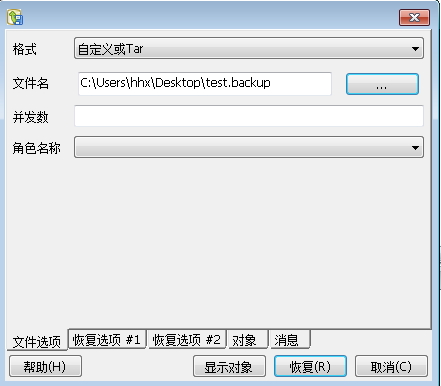 格式 自定义或Tar
文件名 C:\Users\hhx\Desktop\test.backup ...
并发数
角色名称
文件选项 恢复选项 #1 恢复选项 #2 对象 消息
帮助(H) 显示对象 恢复(R) 取消(C)